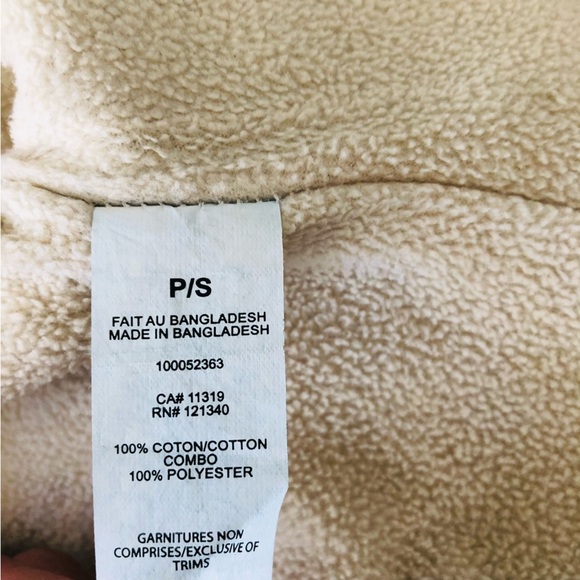 P/S
FAIT AU BANGLADESH
MADE IN BANGLADESH
100052363
CA# 11319
RN# 121340
100% COTON/COTTON
COMBO
100% POLYESTER
GARNITURES NON
COMPRISES/EXCLUSIVE OF
TRIMS